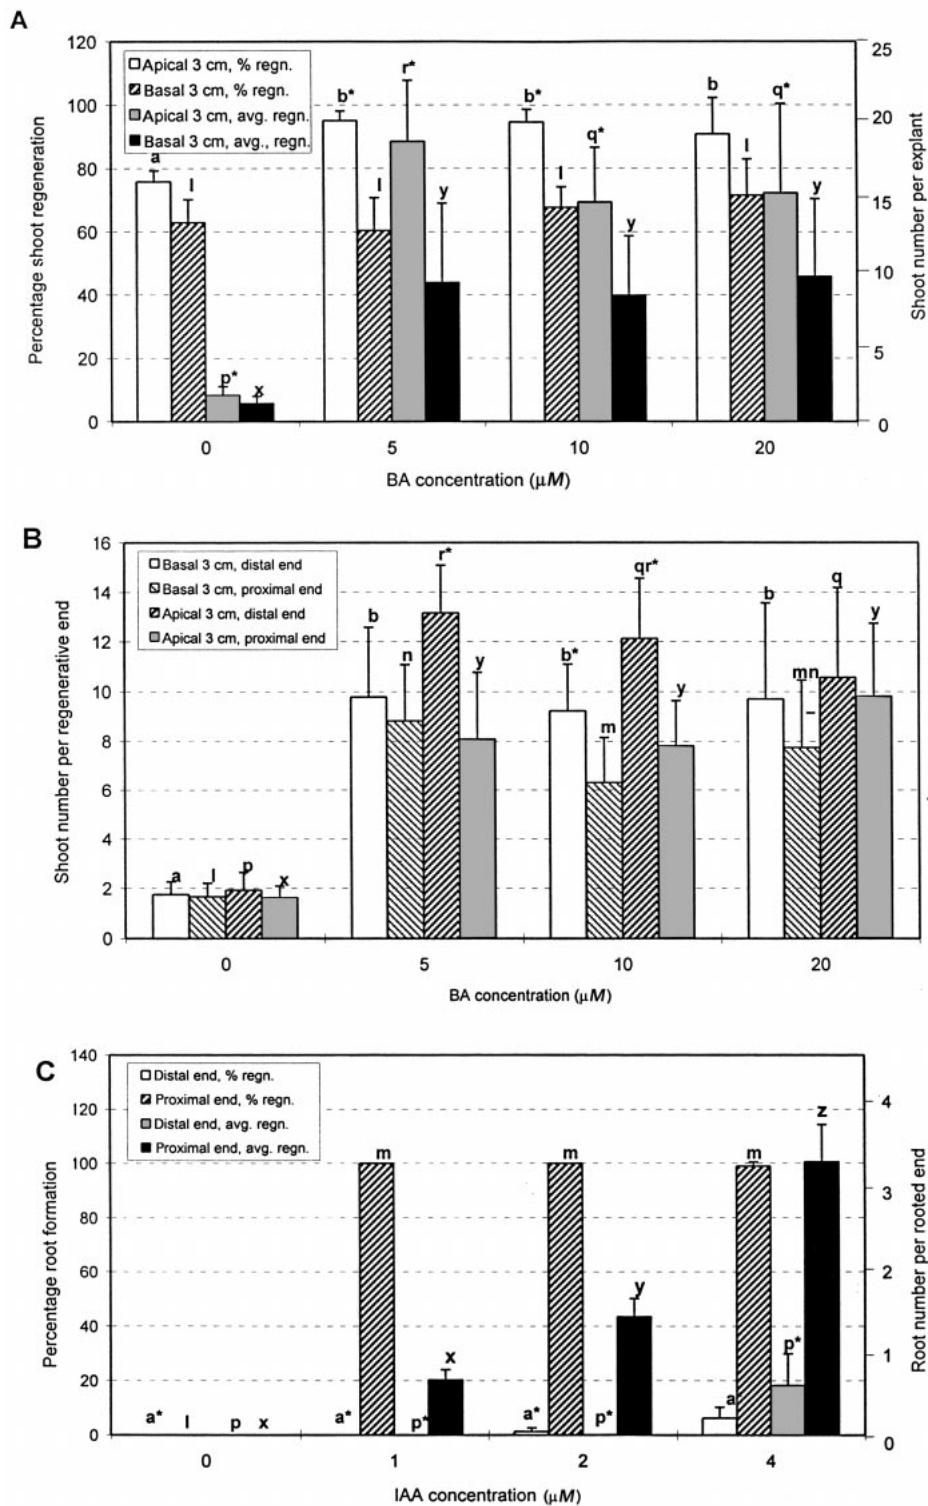 A
120
25
Apical 3 cm, % regn.
Basal 3 cm, % regn.
Apical 3 cm, avg. regn.
Basal 3 cm, avg., regn.
r*
b*
b*
b
q*
100
20
q*
a
80
l
l
l
l
15
y
y
60
y
10
40
5
20
p*
x
0
0
0
5
10
20
Percentage shoot regeneration
Shoot number per explant
BA concentration (µM)
B
16
Basal 3 cm, distal end
Basal 3 cm, proximal end
Apical 3 cm, distal end
Apical 3 cm, proximal end
r*
qr*
14
b
b
q
12
n
y
b*
y
mn
y
10
m
8
6
4
a
l
p
x
2
0
0
5
10
20
Shoot number per regenerative end
BA concentration (µM)
C
140
Distal end, % regn.
Proximal end, % regn.
Distal end, avg. regn.
Proximal end, avg. regn.
120
4
z
m
m
m
100
3
80
60
2
y
40
x
p*
1
20
a
a*
l
p
x
a*
p*
a*
p*
0
0
0
1
2
4
Percentage root formation
Root number per rooted end
IAA concentration (µM)